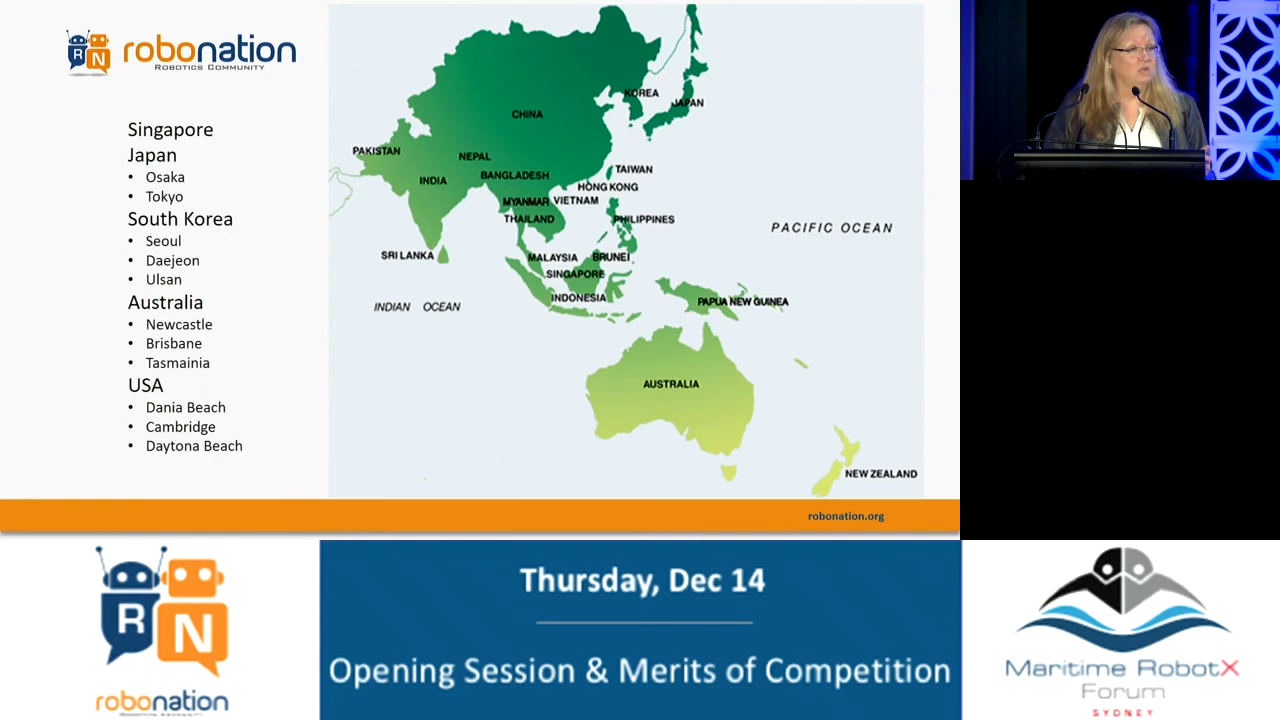 robonation
ROBOTICS COMMUNITY
Singapore
Japan
• Osaka
• Tokyo
South Korea
• Seoul
• Daejeon
• Ulsan
Australia
• Newcastle
• Brisbane
• Tasmainia
USA
• Dania Beach
• Cambridge
• Daytona Beach
KOREA
JAPAN
CHINA
PAKISTAN
NEPAL
TAIWAN
INDIA
BANGLADESH
HONG KONG
MYANMAR
VIETNAM
THAILAND
PHILIPPINES
PACIFIC OCEAN
SRI LANKA
MALAYSIA
BRUNEI
SINGAPORE
INDONESIA
PAPUA NEW GUINEA
INDIAN OCEAN
AUSTRALIA
NEW ZEALAND
robonation.org
R N
robonation
Thursday, Dec 14
Opening Session & Merits of Competition
Maritime RobotX
Forum
SYDNEY